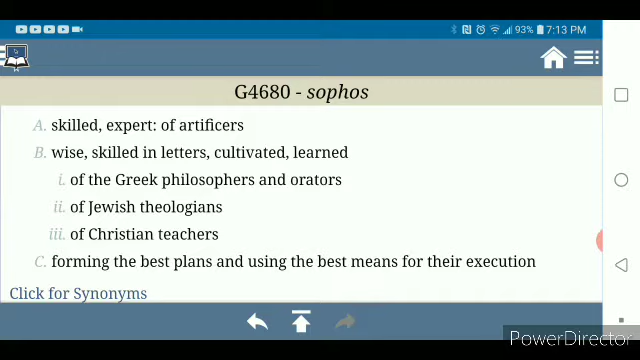 93% 7:13 PM
G4680 - sophos
A. skilled, expert: of artificers
B. wise, skilled in letters, cultivated, learned
i. of the Greek philosophers and orators
ii. of Jewish theologians
iii. of Christian teachers
C. forming the best plans and using the best means for their execution
Click for Synonyms
PowerDirector